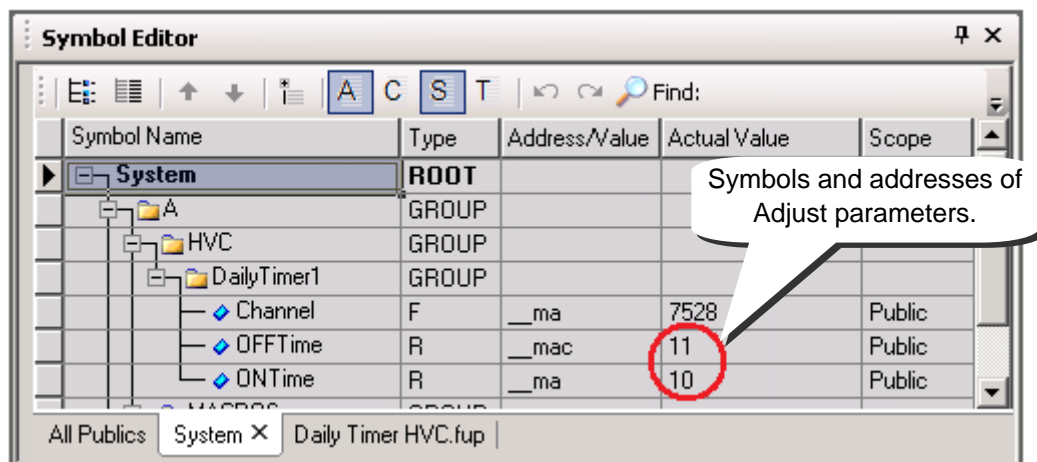 Symbol Editor
A C S T Find:
Symbol Name Type Address/Value Actual Value Scope
System ROOT
Symbols and addresses of
Adjust parameters.
A GROUP
HVC GROUP
DailyTimer1 GROUP
Channel F __ma 7528 Public
OFFTime R __mac 11 Public
ONTime R __ma 10 Public
All Publics System Daily Timer HVC.fup